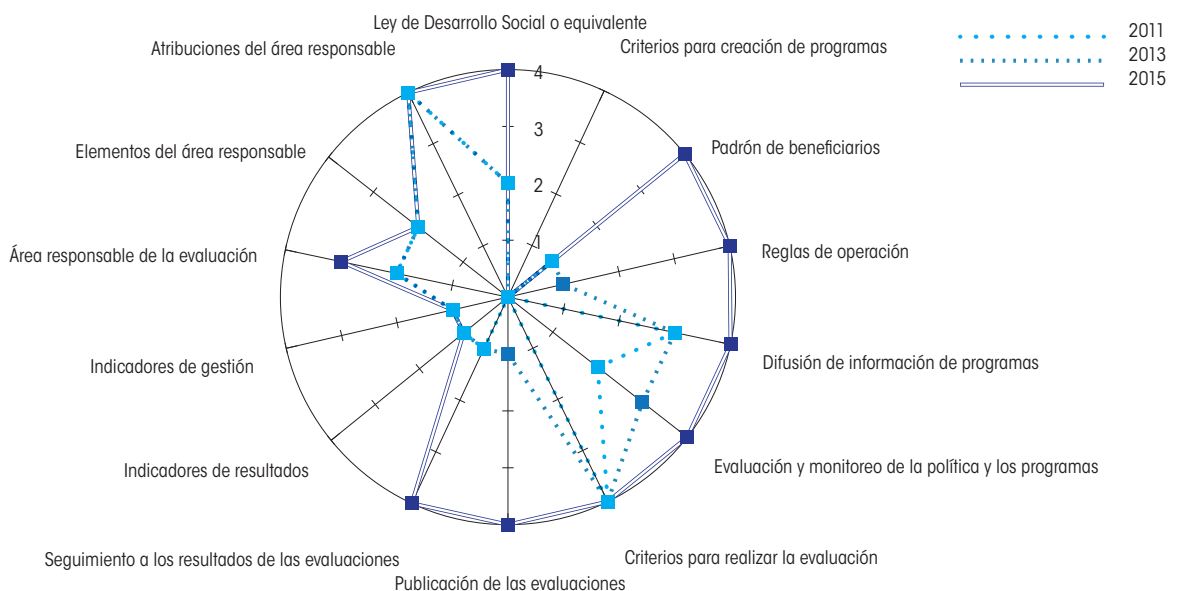 Ley de Desarrollo Social o equivalente
Atribuciones del área responsable
Criterios para creación de programas
2011
2013
2015
4
3
2
1
Elementos del área responsable
Padrón de beneficiarios
Área responsable de la evaluación
Reglas de operación
Indicadores de gestión
Difusión de información de programas
Indicadores de resultados
Evaluación y monitoreo de la política y los programas
Seguimiento a los resultados de las evaluaciones
Criterios para realizar la evaluación
Publicación de las evaluaciones